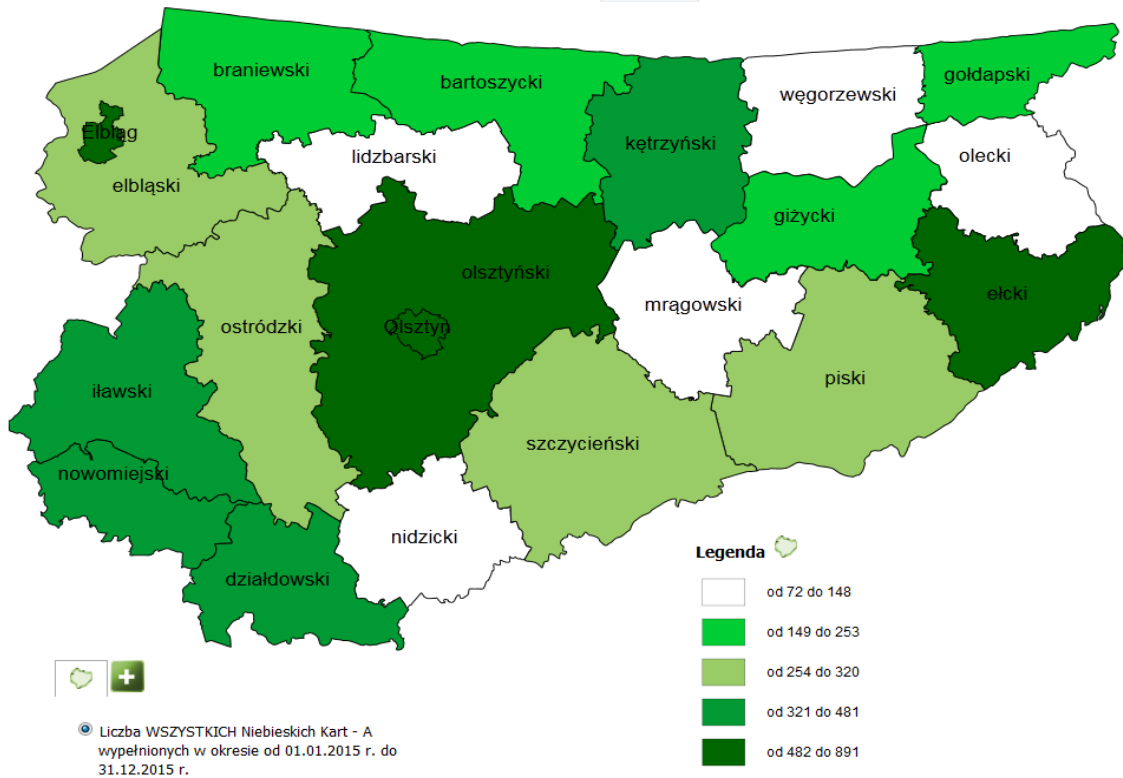 braniewski
bartoszycki
gołdapski
węgorzewski
Elbląg
kętrzyński
lidzbarski
olecki
elbląski
giżycki
olsztyński
ełcki
mrągowski
ostródzki
Olsztyn
piski
iławski
szczycieński
nowomiejski
nidzicki
działdowski
Legenda
od 72 do 148
od 149 do 253
od 254 do 320
od 321 do 481
od 482 do 891
Liczba WSZYSTKICH Niebieskich Kart - A
wypełnionych w okresie od 01.01.2015 r. do
31.12.2015 r.